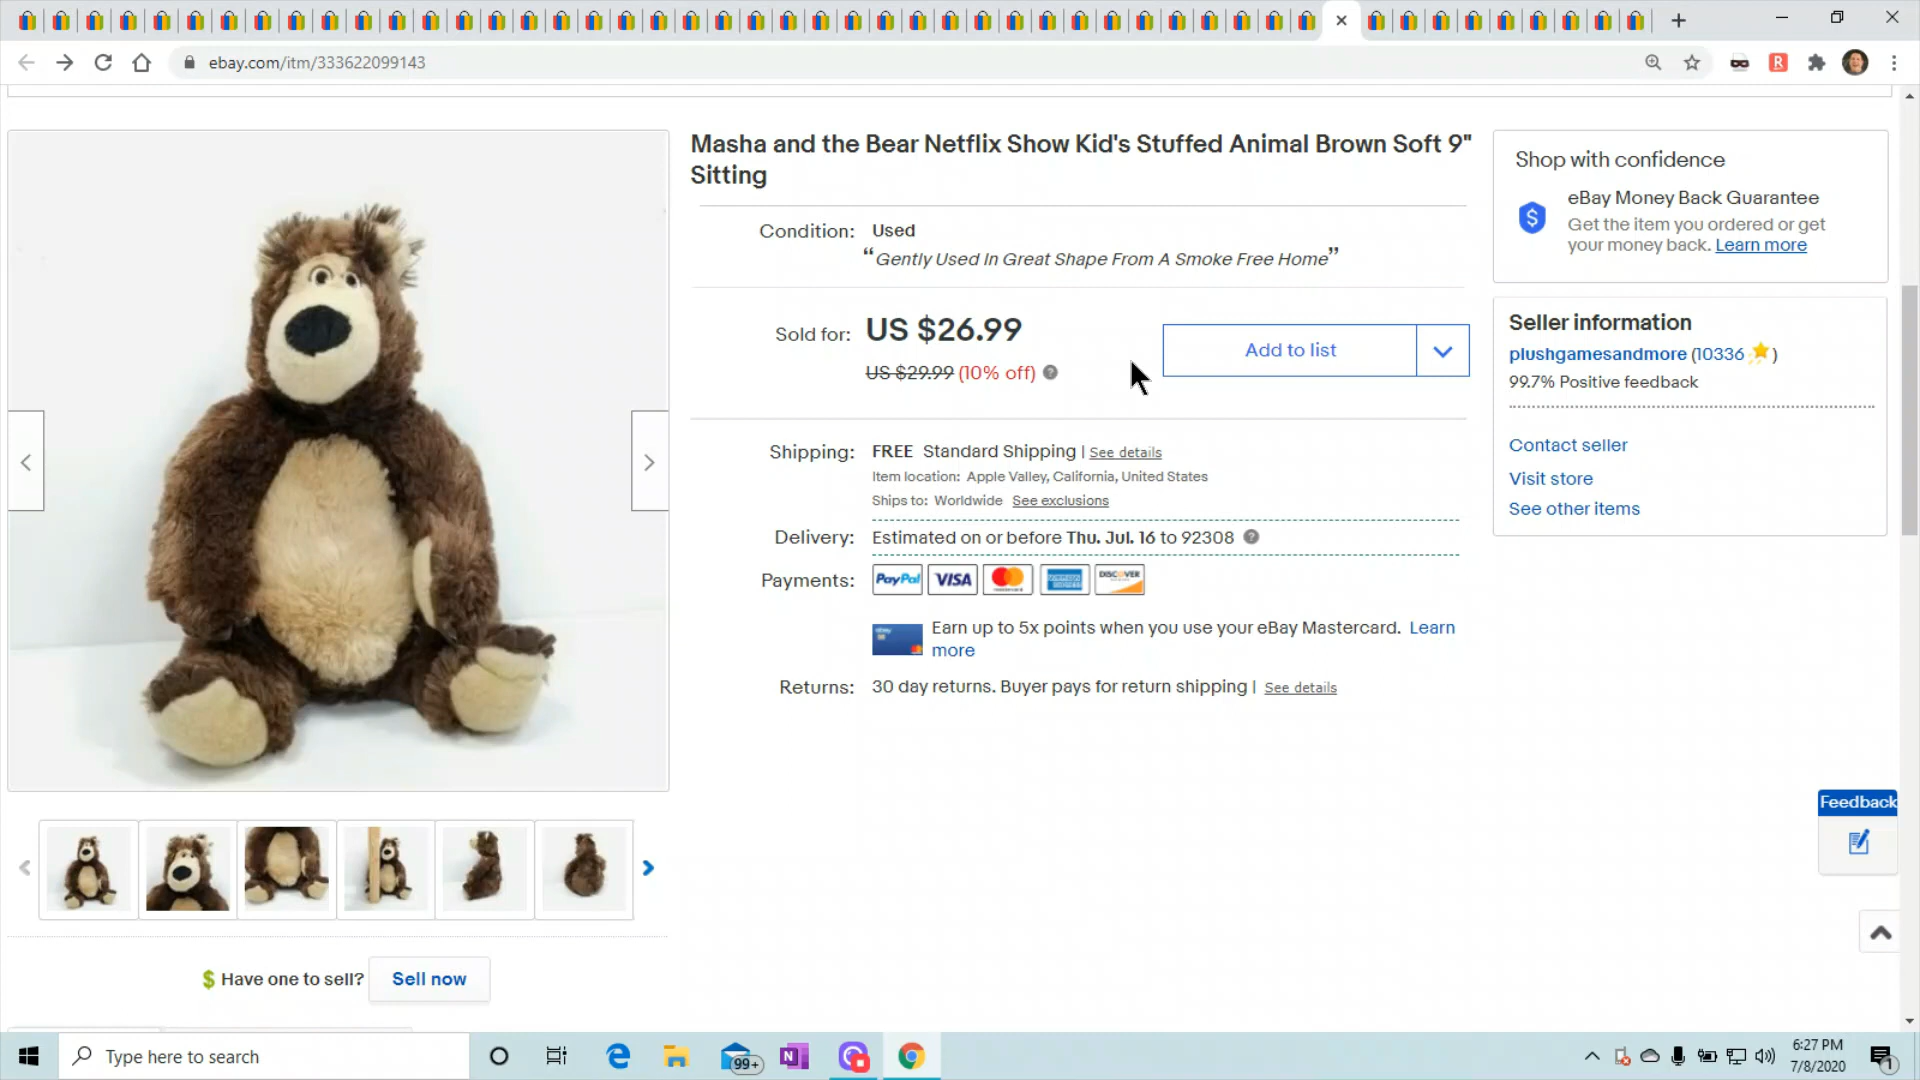 ebay.com/itm/333622099143
R
Masha and the Bear Netflix Show Kid's Stuffed Animal Brown Soft 9"
Sitting
Condition: Used
“Gently Used In Great Shape From A Smoke Free Home”
Sold for: US $26.99
US $29.99 (10% off)
Add to list
Shipping: FREE Standard Shipping | See details
Item location: Apple Valley, California, United States
Ships to: Worldwide See exclusions
Delivery: Estimated on or before Thu. Jul. 16 to 92308
Payments: PayPal VISA mastercard DISCOVER
Earn up to 5x points when you use your eBay Mastercard. Learn
more
Returns: 30 day returns. Buyer pays for return shipping | See details
Shop with confidence
eBay Money Back Guarantee
Get the item you ordered or get
your money back. Learn more
Seller information
plushgamesandmore (10336 )
99.7% Positive feedback
Contact seller
Visit store
See other items
Feedback
$ Have one to sell? Sell now
Type here to search
99+
N
6:27 PM
7/8/2020
1